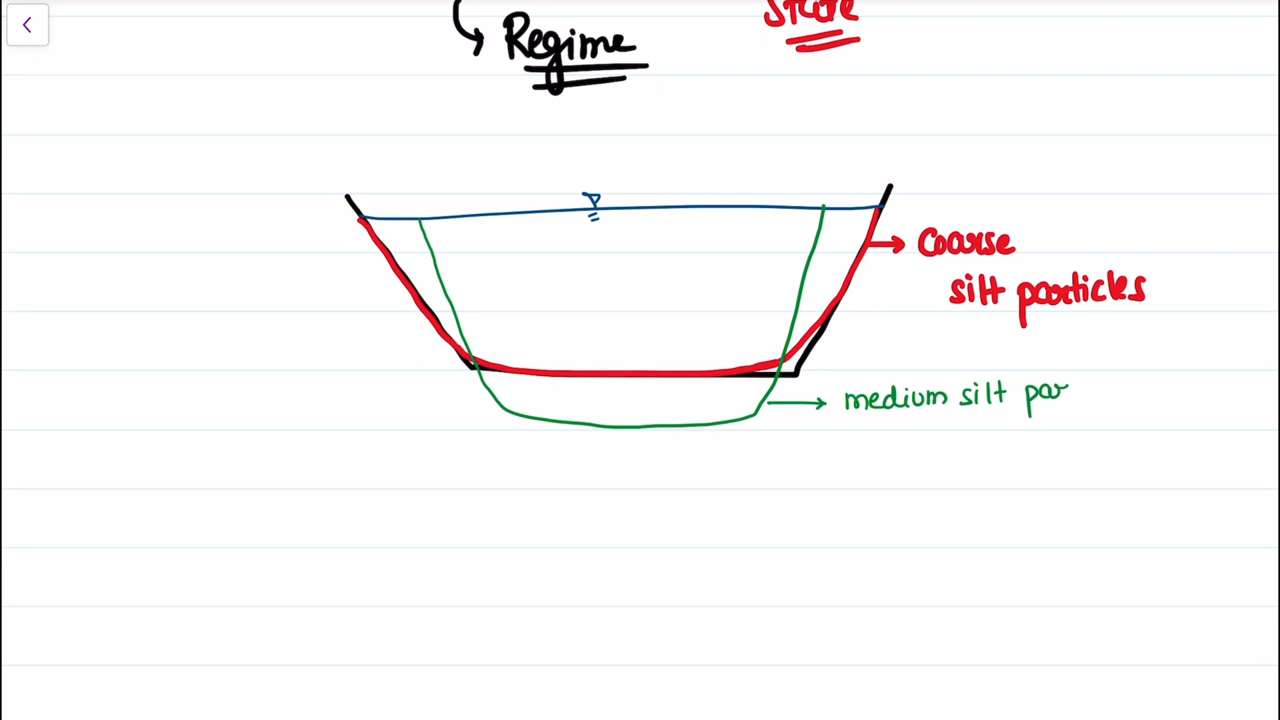 Regime
Coarse
silt particles
medium silt par